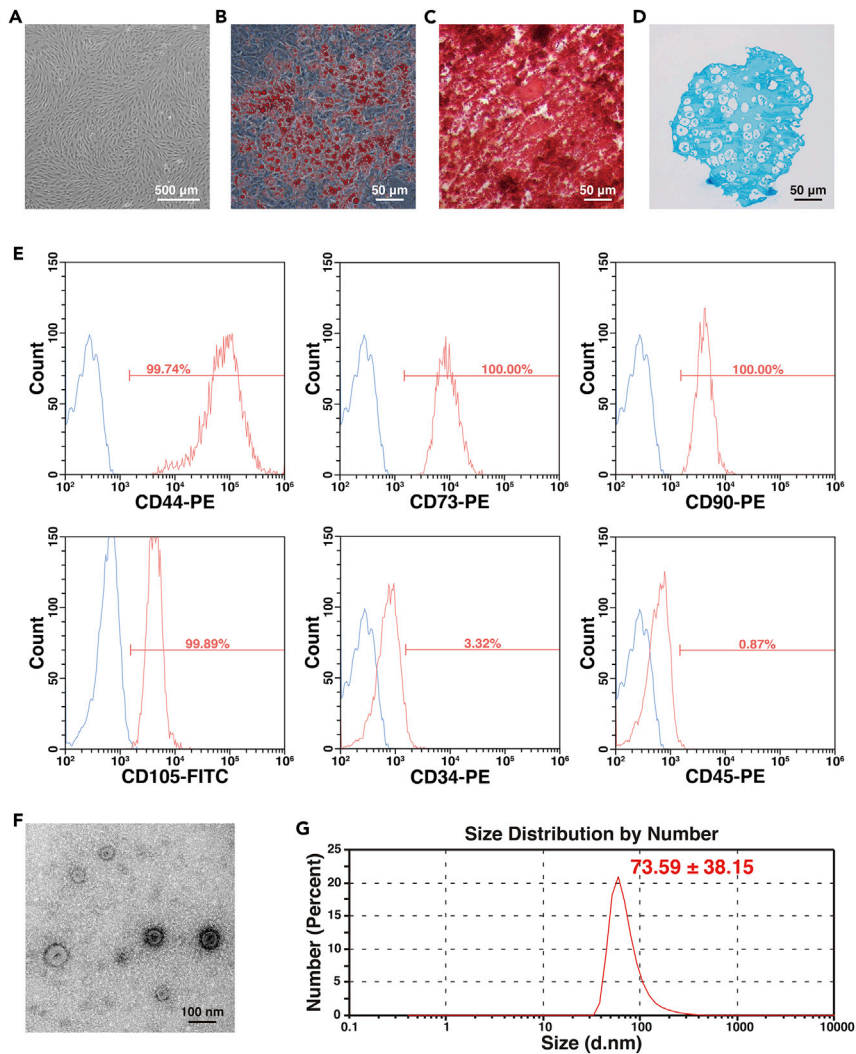 A
B
C
D
500 µm
50 µm
50 µm
50 µm
E
150
100
50
0
Count
99.74%
10² 10³ 10⁴ 10⁵ 10⁶
CD44-PE
150
100
50
0
Count
100.00%
10² 10³ 10⁴ 10⁵ 10⁶
CD73-PE
150
100
50
0
Count
100.00%
10² 10³ 10⁴ 10⁵ 10⁶
CD90-PE
150
100
50
0
Count
99.89%
10² 10³ 10⁴ 10⁵ 10⁶
CD105-FITC
150
100
50
0
Count
3.32%
10² 10³ 10⁴ 10⁵ 10⁶
CD34-PE
150
100
50
0
Count
0.87%
10² 10³ 10⁴ 10⁵ 10⁶
CD45-PE
F
100 nm
G
Size Distribution by Number
73.59 ± 38.15
25
20
15
10
5
0
Number (Percent)
0.1 1 10 100 1000 10000
Size (d.nm)